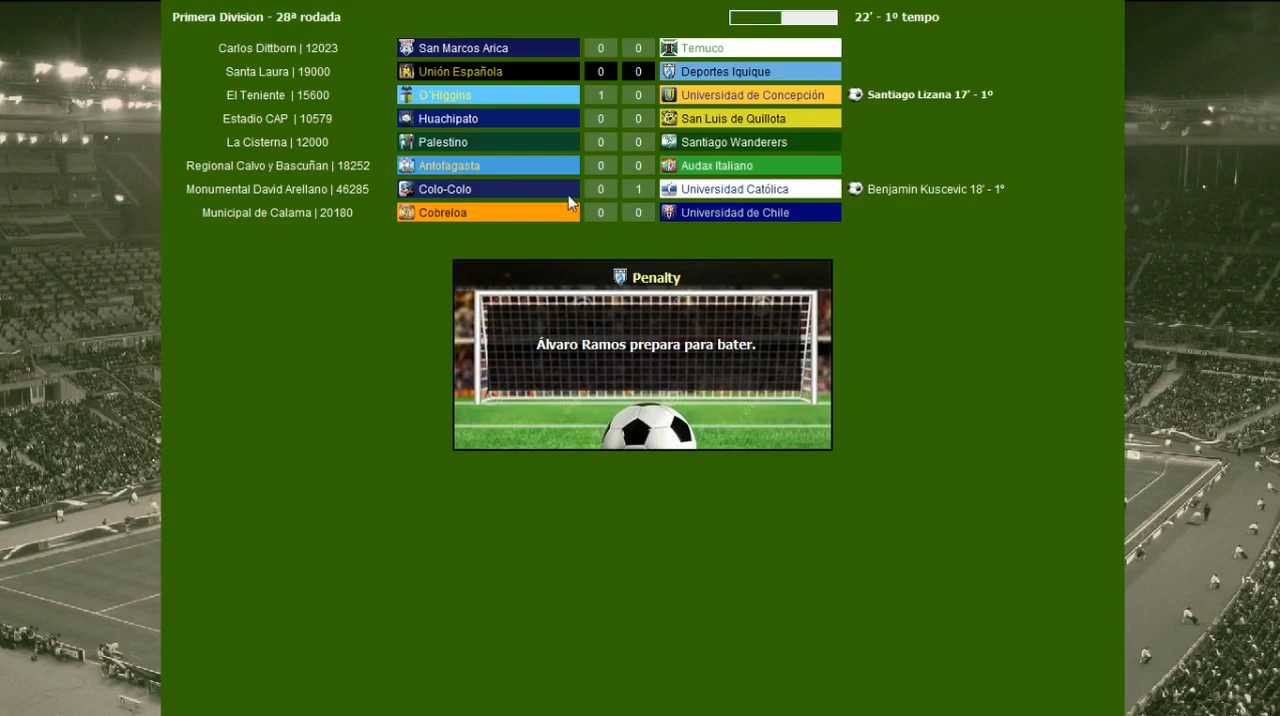 Primera Division - 28ª rodada
22' - 1º tempo
Carlos Dittborn | 12023 San Marcos Arica 0 0 Temuco
Santa Laura | 19000 Unión Española 0 0 Deportes Iquique
El Teniente | 15600 O'Higgins 1 0 Universidad de Concepción Santiago Lizana 17' - 1º
Estadio CAP | 10579 Huachipato 0 0 San Luis de Quillota
La Cisterna | 12000 Palestino 0 0 Santiago Wanderers
Regional Calvo y Bascuñan | 18252 Antofagasta 0 0 Audax Italiano
Monumental David Arellano | 46285 Colo-Colo 0 1 Universidad Católica Benjamin Kuscevic 18' - 1º
Municipal de Calama | 20180 Cobreloa 0 0 Universidad de Chile
Penalty
Álvaro Ramos prepara para bater.